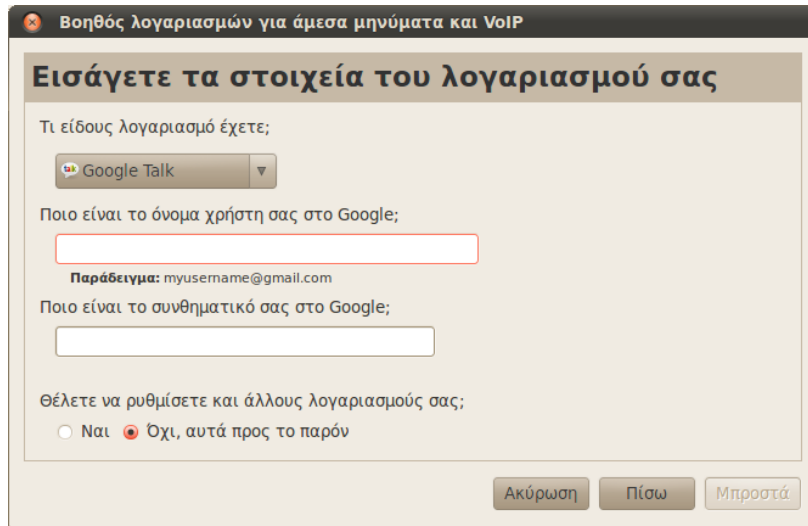 Βοηθός λογαριασμών για άμεσα μηνύματα και VoIP
Εισάγετε τα στοιχεία του λογαριασμού σας
Τι είδους λογαριασμό έχετε;
talk Google Talk
Ποιο είναι το όνομα χρήστη σας στο Google;
Παράδειγμα: myusername@gmail.com
Ποιο είναι το συνθηματικό σας στο Google;
Θέλετε να ρυθμίσετε και άλλους λογαριασμούς σας;
Ναι Όχι, αυτά προς το παρόν
Ακύρωση Πίσω Μπροστά